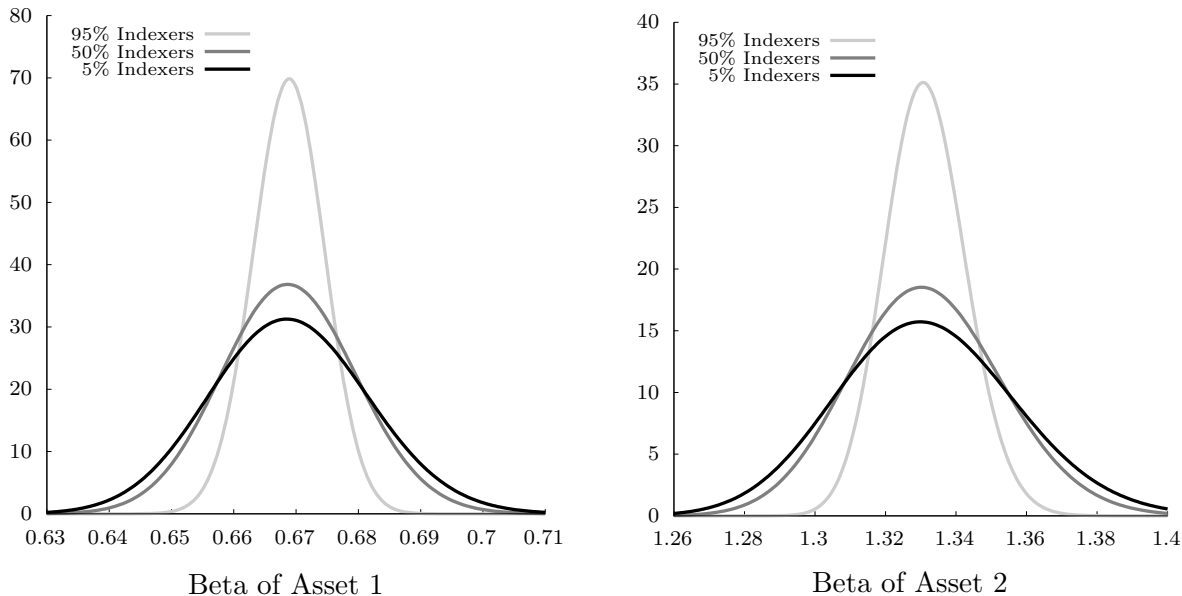 80
70
60
50
40
30
20
10
0
95% Indexers
50% Indexers
5% Indexers
0.63 0.64 0.65 0.66 0.67 0.68 0.69 0.7 0.71
Beta of Asset 1
40
35
30
25
20
15
10
5
0
95% Indexers
50% Indexers
5% Indexers
1.26 1.28 1.3 1.32 1.34 1.36 1.38 1.4
Beta of Asset 2